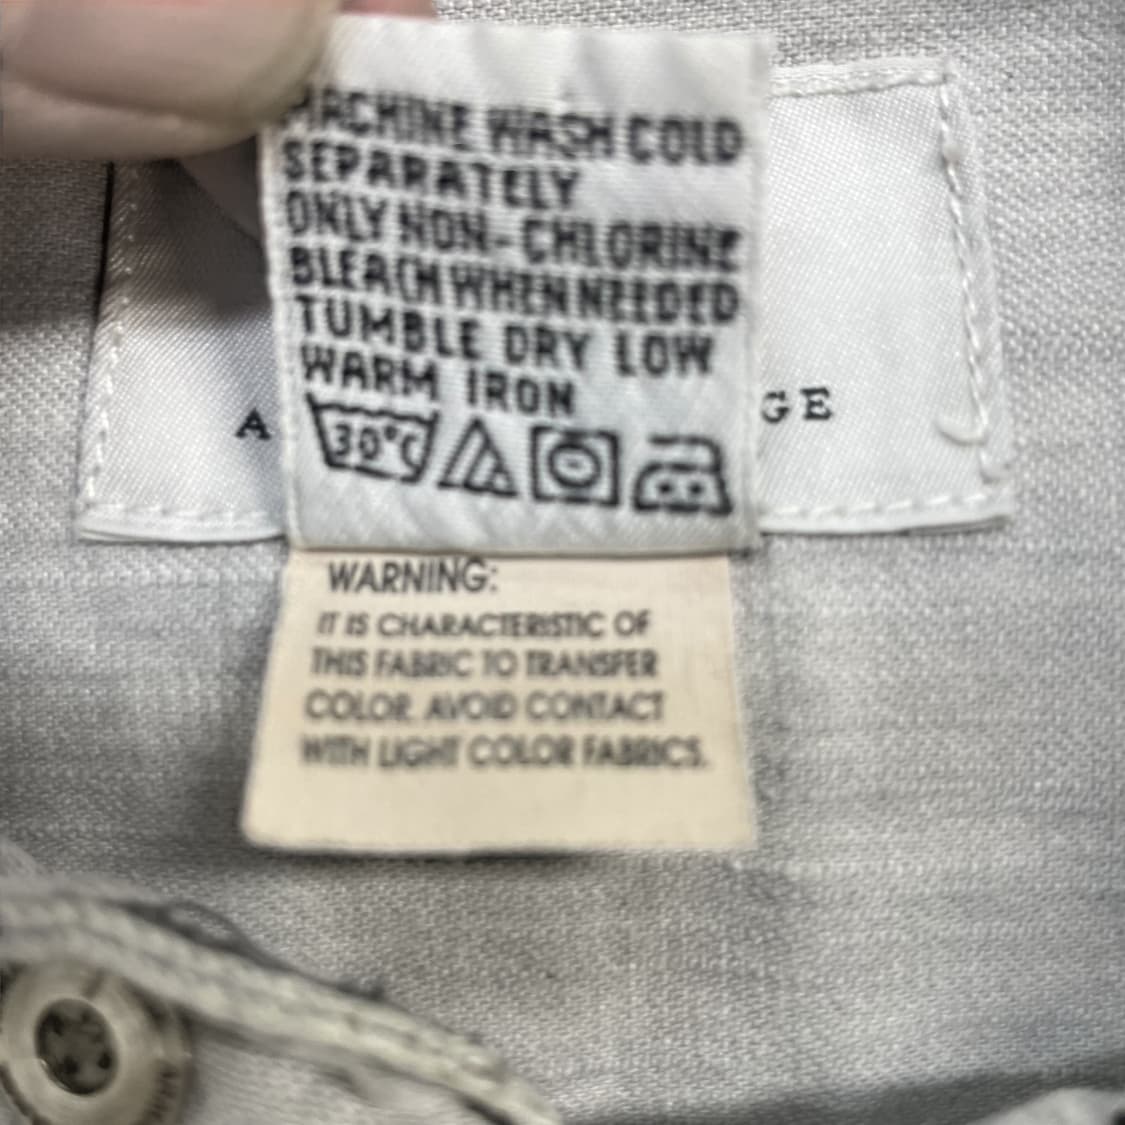 MACHINE WASH COLD
SEPARATELY
ONLY NON-CHLORINE
BLEACH WHEN NEEDED
TUMBLE DRY LOW
WARM IRON
30°C
A GE
WARNING:
IT IS CHARACTERISTIC OF
THIS FABRIC TO TRANSFER
COLOR. AVOID CONTACT
WITH LIGHT COLOR FABRICS.